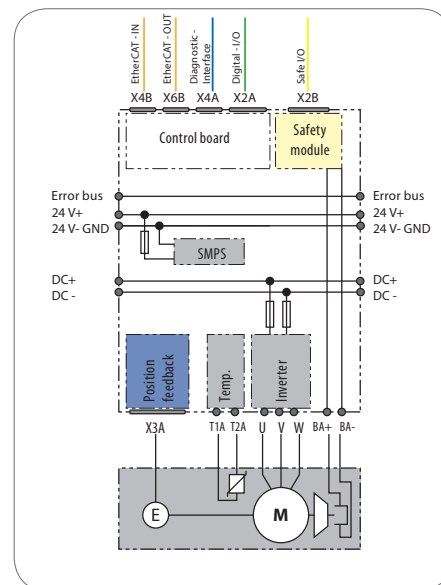 EtherCAT - IN
EtherCAT - OUT
Diagnostic -
Interface
Digital - I/O
Safe I/O
X4B X6B X4A X2A X2B
Control board
Safety
module
Error bus Error bus
24 V+ 24 V+
24 V- GND 24 V- GND
SMPS
DC+ DC+
DC - DC -
Position
feedback
Temp.
Inverter
X3A T1A T2A U V W BA+ BA-
E M